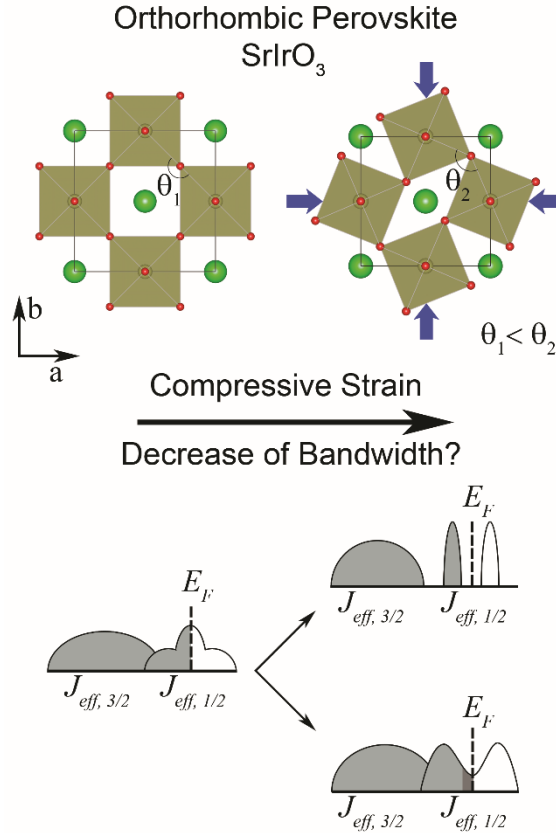 Orthorhombic Perovskite
SrIrO3
θ1
θ2
b
a
θ1< θ2
Compressive Strain
Decrease of Bandwidth?
EF
Jeff, 3/2 Jeff, 1/2
EF
Jeff, 3/2 Jeff, 1/2
EF
Jeff, 3/2 Jeff, 1/2